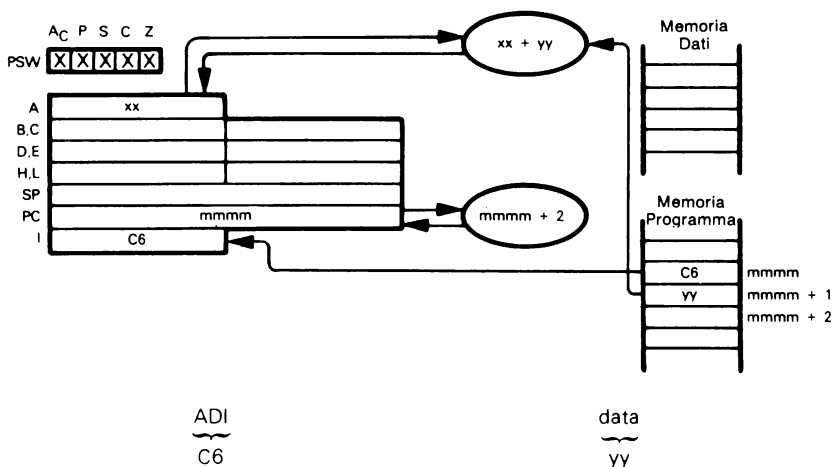 A_C P S C Z
PSW X X X X X
xx + yy
Memoria
Dati
A xx
B,C
D,E
H,L
SP
PC mmmm
mmmm + 2
I C6
Memoria
Programma
C6 mmmm
yy mmmm + 1
mmmm + 2
ADI data
C6 yy